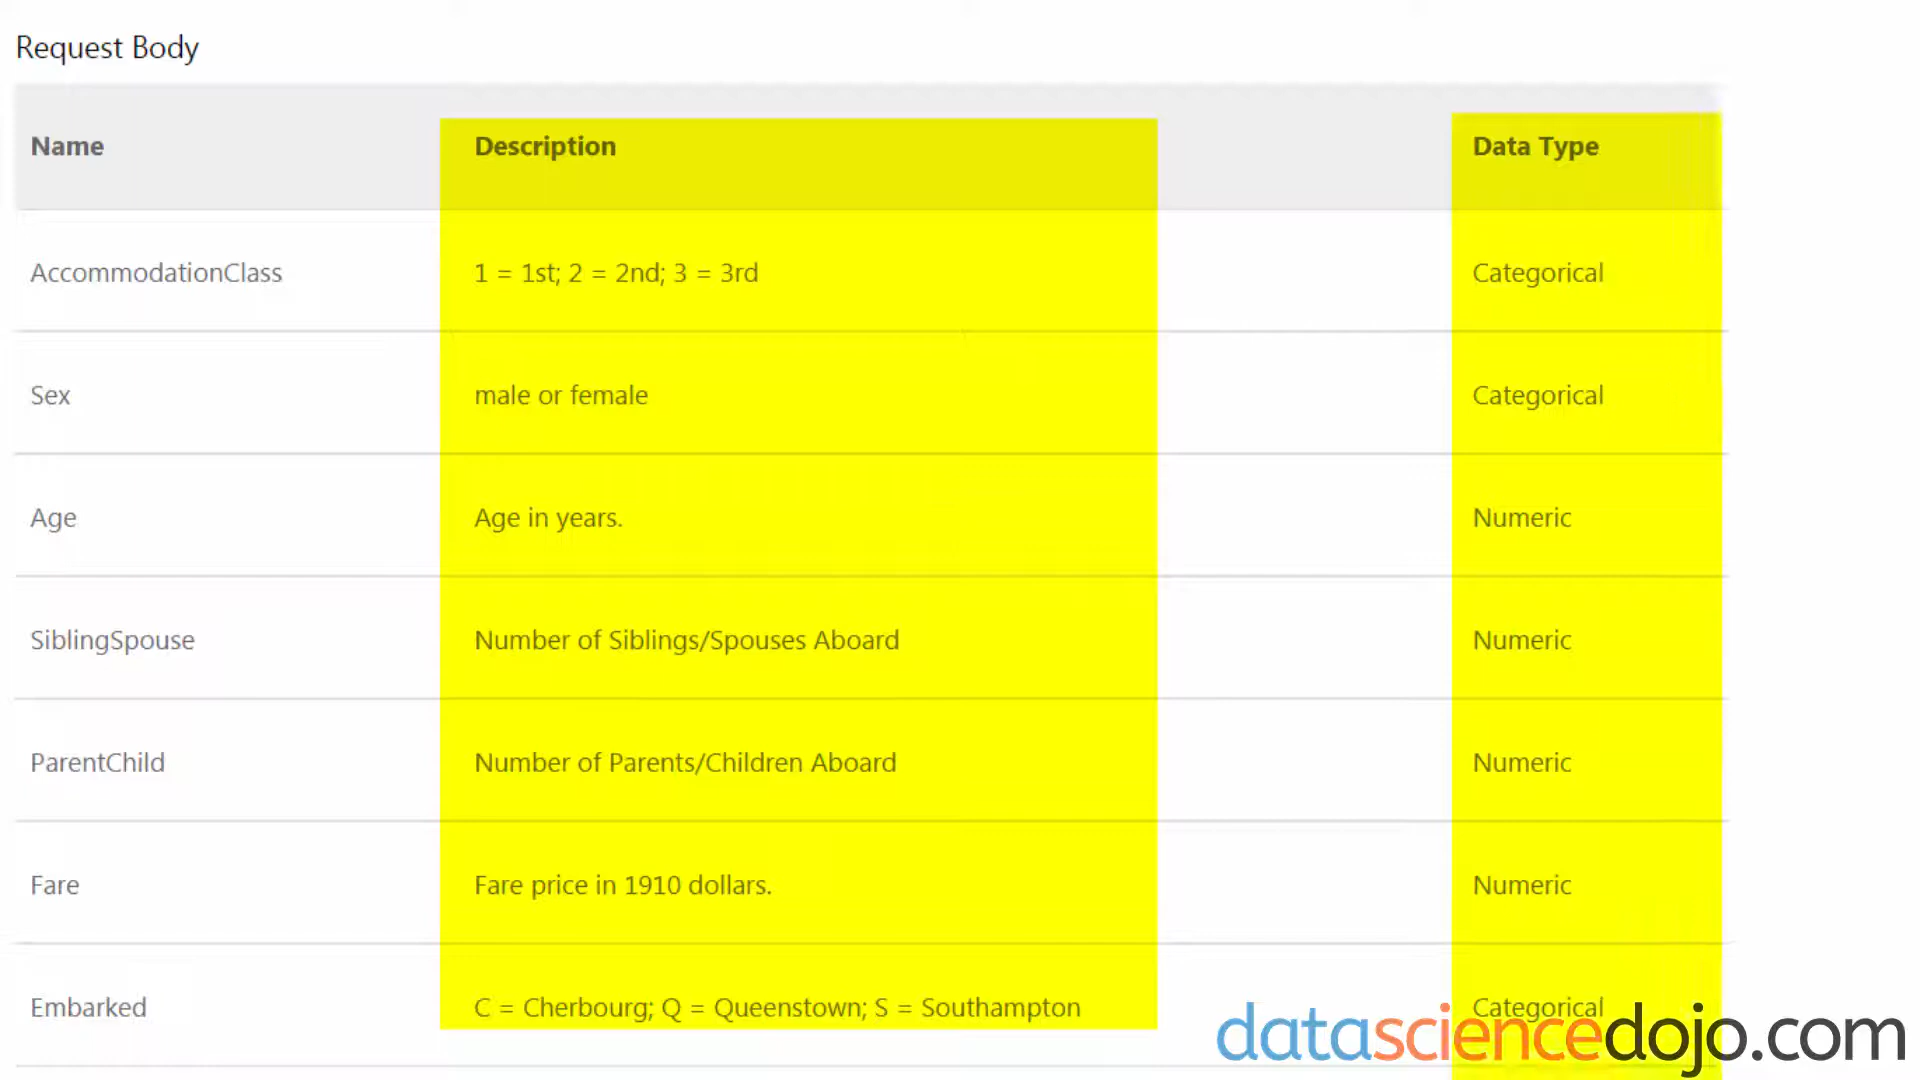 Request Body
Name Description Data Type
AccommodationClass 1 = 1st; 2 = 2nd; 3 = 3rd Categorical
Sex male or female Categorical
Age Age in years. Numeric
SiblingSpouse Number of Siblings/Spouses Aboard Numeric
ParentChild Number of Parents/Children Aboard Numeric
Fare Fare price in 1910 dollars. Numeric
Embarked C = Cherbourg; Q = Queenstown; S = Southampton Categorical
datasciencedojo.com